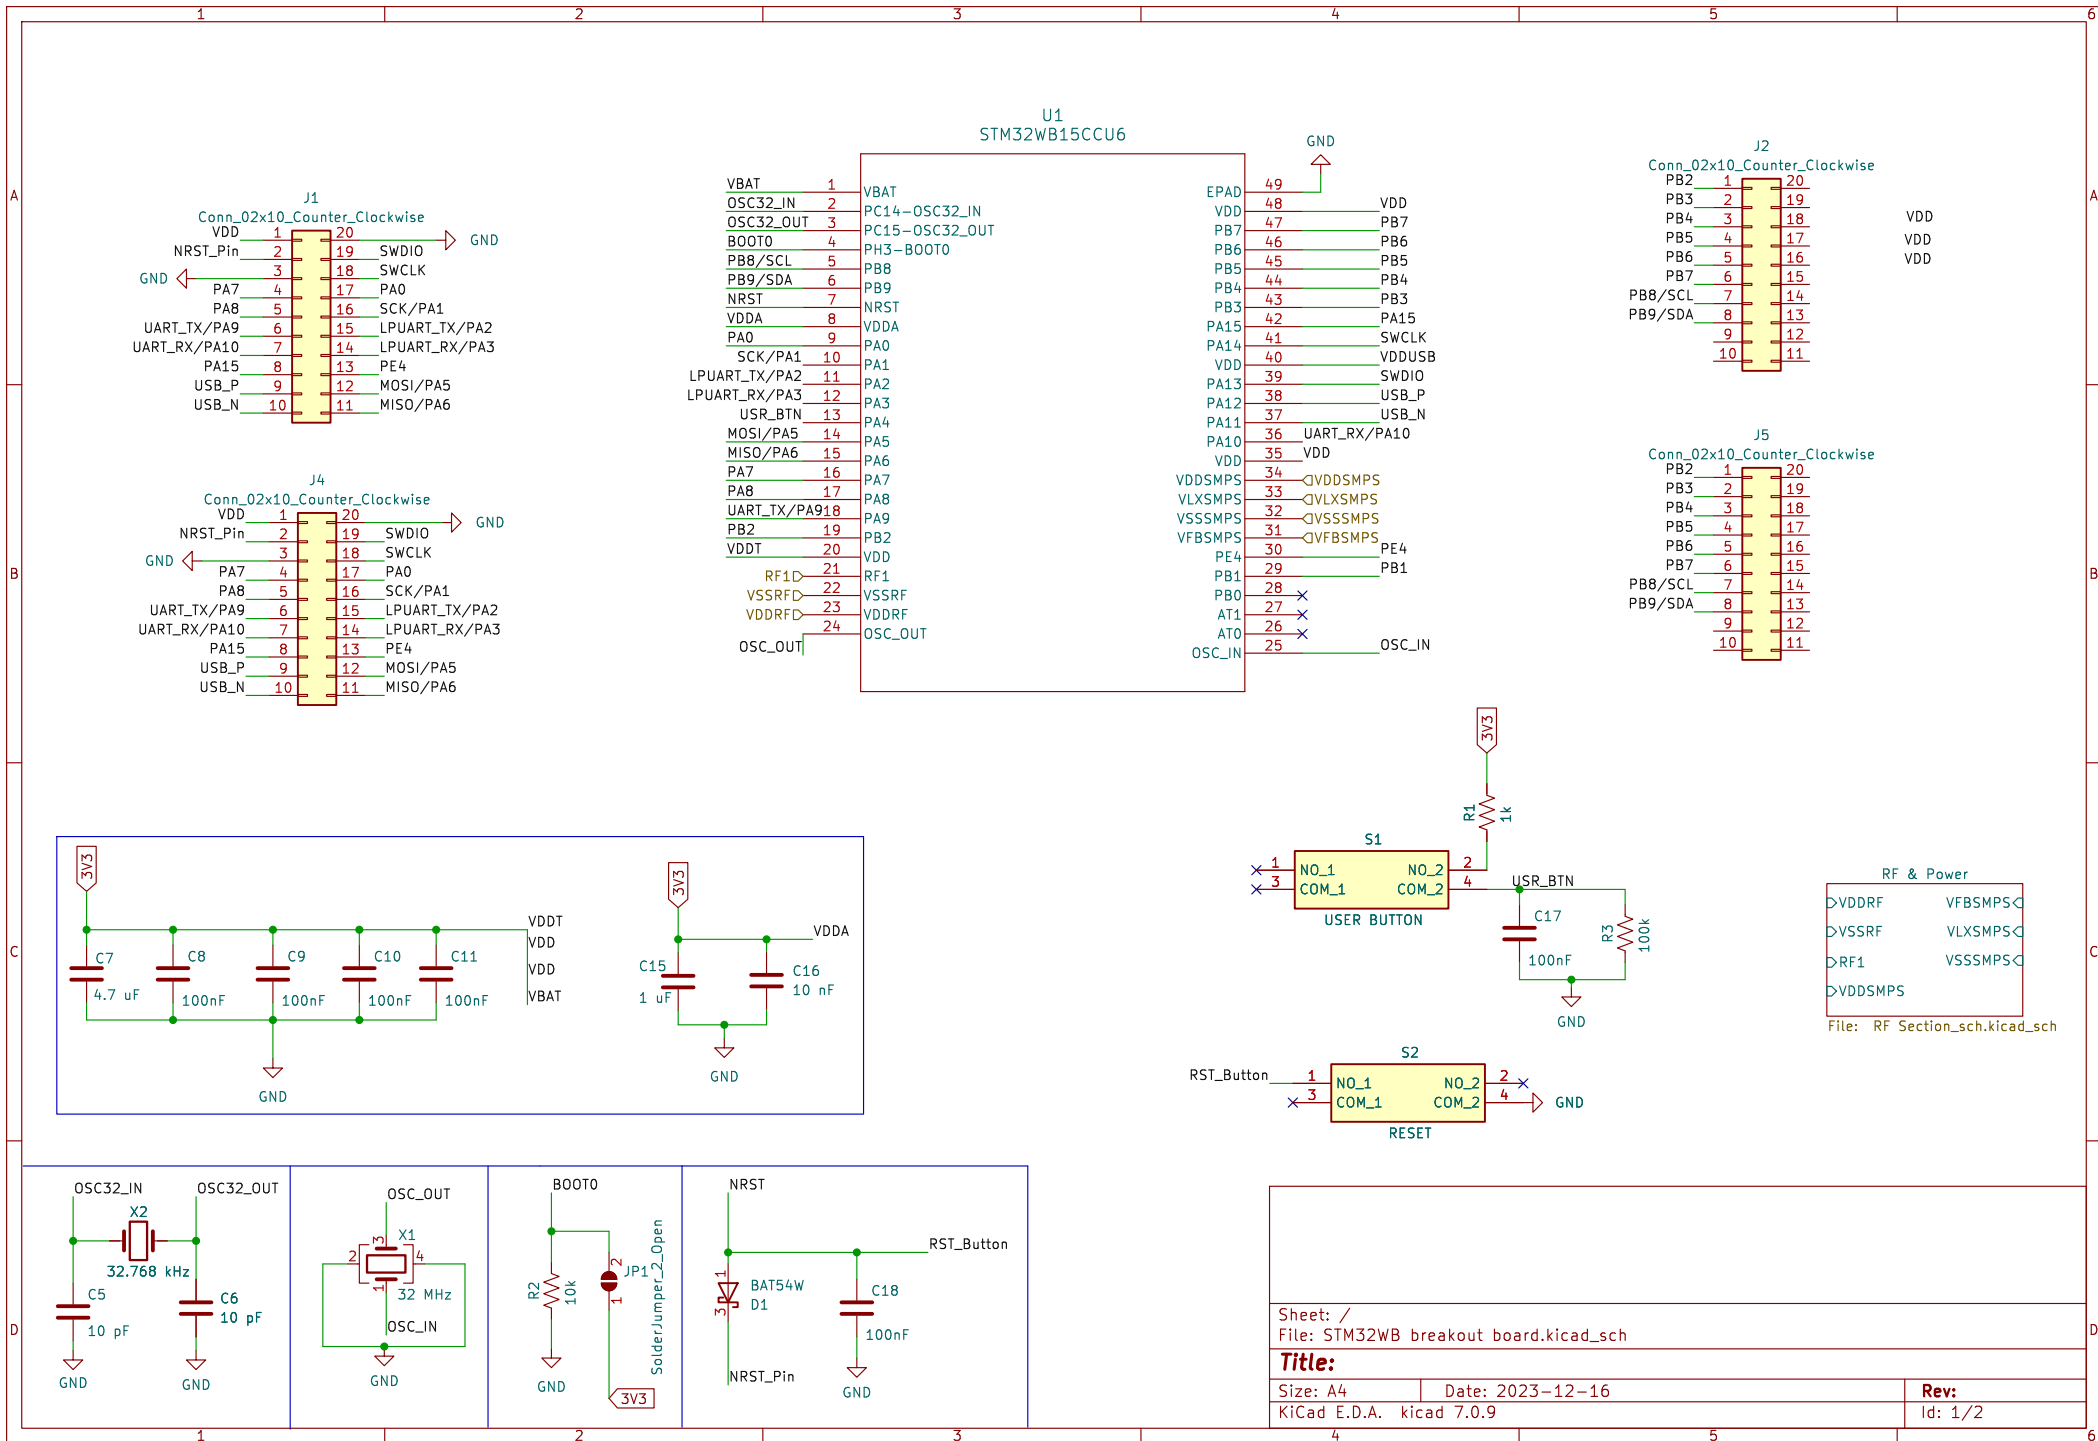 1 2 3 4 5 6
A
B
C
D
A
B
C
D
U1
STM32WB15CCU6
VBAT 1 VBAT
OSC32_IN 2 PC14-OSC32_IN
OSC32_OUT 3 PC15-OSC32_OUT
BOOT0 4 PH3-BOOT0
PB8/SCL 5 PB8
PB9/SDA 6 PB9
NRST 7 NRST
VDDA 8 VDDA
PA0 9 PA0
SCK/PA1 10 PA1
LPUART_TX/PA2 11 PA2
LPUART_RX/PA3 12 PA3
USR_BTN 13 PA4
MOSI/PA5 14 PA5
MISO/PA6 15 PA6
PA7 16 PA7
PA8 17 PA8
UART_TX/PA9 18 PA9
PB2 19 PB2
VDDT 20 VDD
RF1 21 RF1
VSSRF 22 VSSRF
VDDRF 23 VDDRF
OSC_OUT 24 OSC_OUT
GND
EPAD 49
VDD 48 VDD
PB7 47 PB7
PB6 46 PB6
PB5 45 PB5
PB4 44 PB4
PB3 43 PB3
PA15 42 PA15
PA14 41 SWCLK
VDD 40 VDDUSB
PA13 39 SWDIO
PA12 38 USB_P
PA11 37 USB_N
PA10 36 UART_RX/PA10
VDD 35 VDD
VDDSMPS 34 VDDSMPS
VLXSMPS 33 VLXSMPS
VSSSMPS 32 VSSSMPS
VFBSMPS 31 VFBSMPS
PE4 30 PE4
PB1 29 PB1
PB0 28
AT1 27
AT0 26
OSC_IN 25 OSC_IN
J1
Conn_02x10_Counter_Clockwise
VDD 1 20 GND
NRST_Pin 2 19 SWDIO
GND 3 18 SWCLK
PA7 4 17 PA0
PA8 5 16 SCK/PA1
UART_TX/PA9 6 15 LPUART_TX/PA2
UART_RX/PA10 7 14 LPUART_RX/PA3
PA15 8 13 PE4
USB_P 9 12 MOSI/PA5
USB_N 10 11 MISO/PA6
J4
Conn_02x10_Counter_Clockwise
VDD 1 20 GND
NRST_Pin 2 19 SWDIO
GND 3 18 SWCLK
PA7 4 17 PA0
PA8 5 16 SCK/PA1
UART_TX/PA9 6 15 LPUART_TX/PA2
UART_RX/PA10 7 14 LPUART_RX/PA3
PA15 8 13 PE4
USB_P 9 12 MOSI/PA5
USB_N 10 11 MISO/PA6
J2
Conn_02x10_Counter_Clockwise
PB2 1 20
PB3 2 19
PB4 3 18
PB5 4 17
PB6 5 16
PB7 6 15
PB8/SCL 7 14
PB9/SDA 8 13
9 12
10 11
VDD
VDD
VDD
J5
Conn_02x10_Counter_Clockwise
PB2 1 20
PB3 2 19
PB4 3 18
PB5 4 17
PB6 5 16
PB7 6 15
PB8/SCL 7 14
PB9/SDA 8 13
9 12
10 11
3V3
C7
4.7 uF
C8
100nF
C9
100nF
C10
100nF
C11
100nF
VDDT
VDD
VDD
VBAT
GND
3V3
VDDA
C15
1 uF
C16
10 nF
GND
3V3
R1
1k
S1
1 NO_1 NO_2 2
3 COM_1 COM_2 4
USER BUTTON
USR_BTN
C17
100nF
R3
100k
GND
S2
RST_Button 1 NO_1 NO_2 2
3 COM_1 COM_2 4 GND
RESET
RF & Power
VDDRF VFBSMPS
VSSRF VLXSMPS
RF1 VSSSMPS
VDDSMPS
File: RF Section_sch.kicad_sch
OSC32_IN OSC32_OUT
X2
32.768 kHz
C5
10 pF
C6
10 pF
GND GND
OSC_OUT
X1
3
2 4
1
32 MHz
OSC_IN
GND
BOOT0
R2
10k
2
JP1
1
SolderJumper_2_Open
GND
3V3
NRST
RST_Button
1
BAT54W
D1
3
C18
100nF
NRST_Pin
GND
Sheet: /
File: STM32WB breakout board.kicad_sch
Title:
Size: A4 Date: 2023-12-16 Rev:
KiCad E.D.A. kicad 7.0.9 Id: 1/2
1 2 3 4 5 6